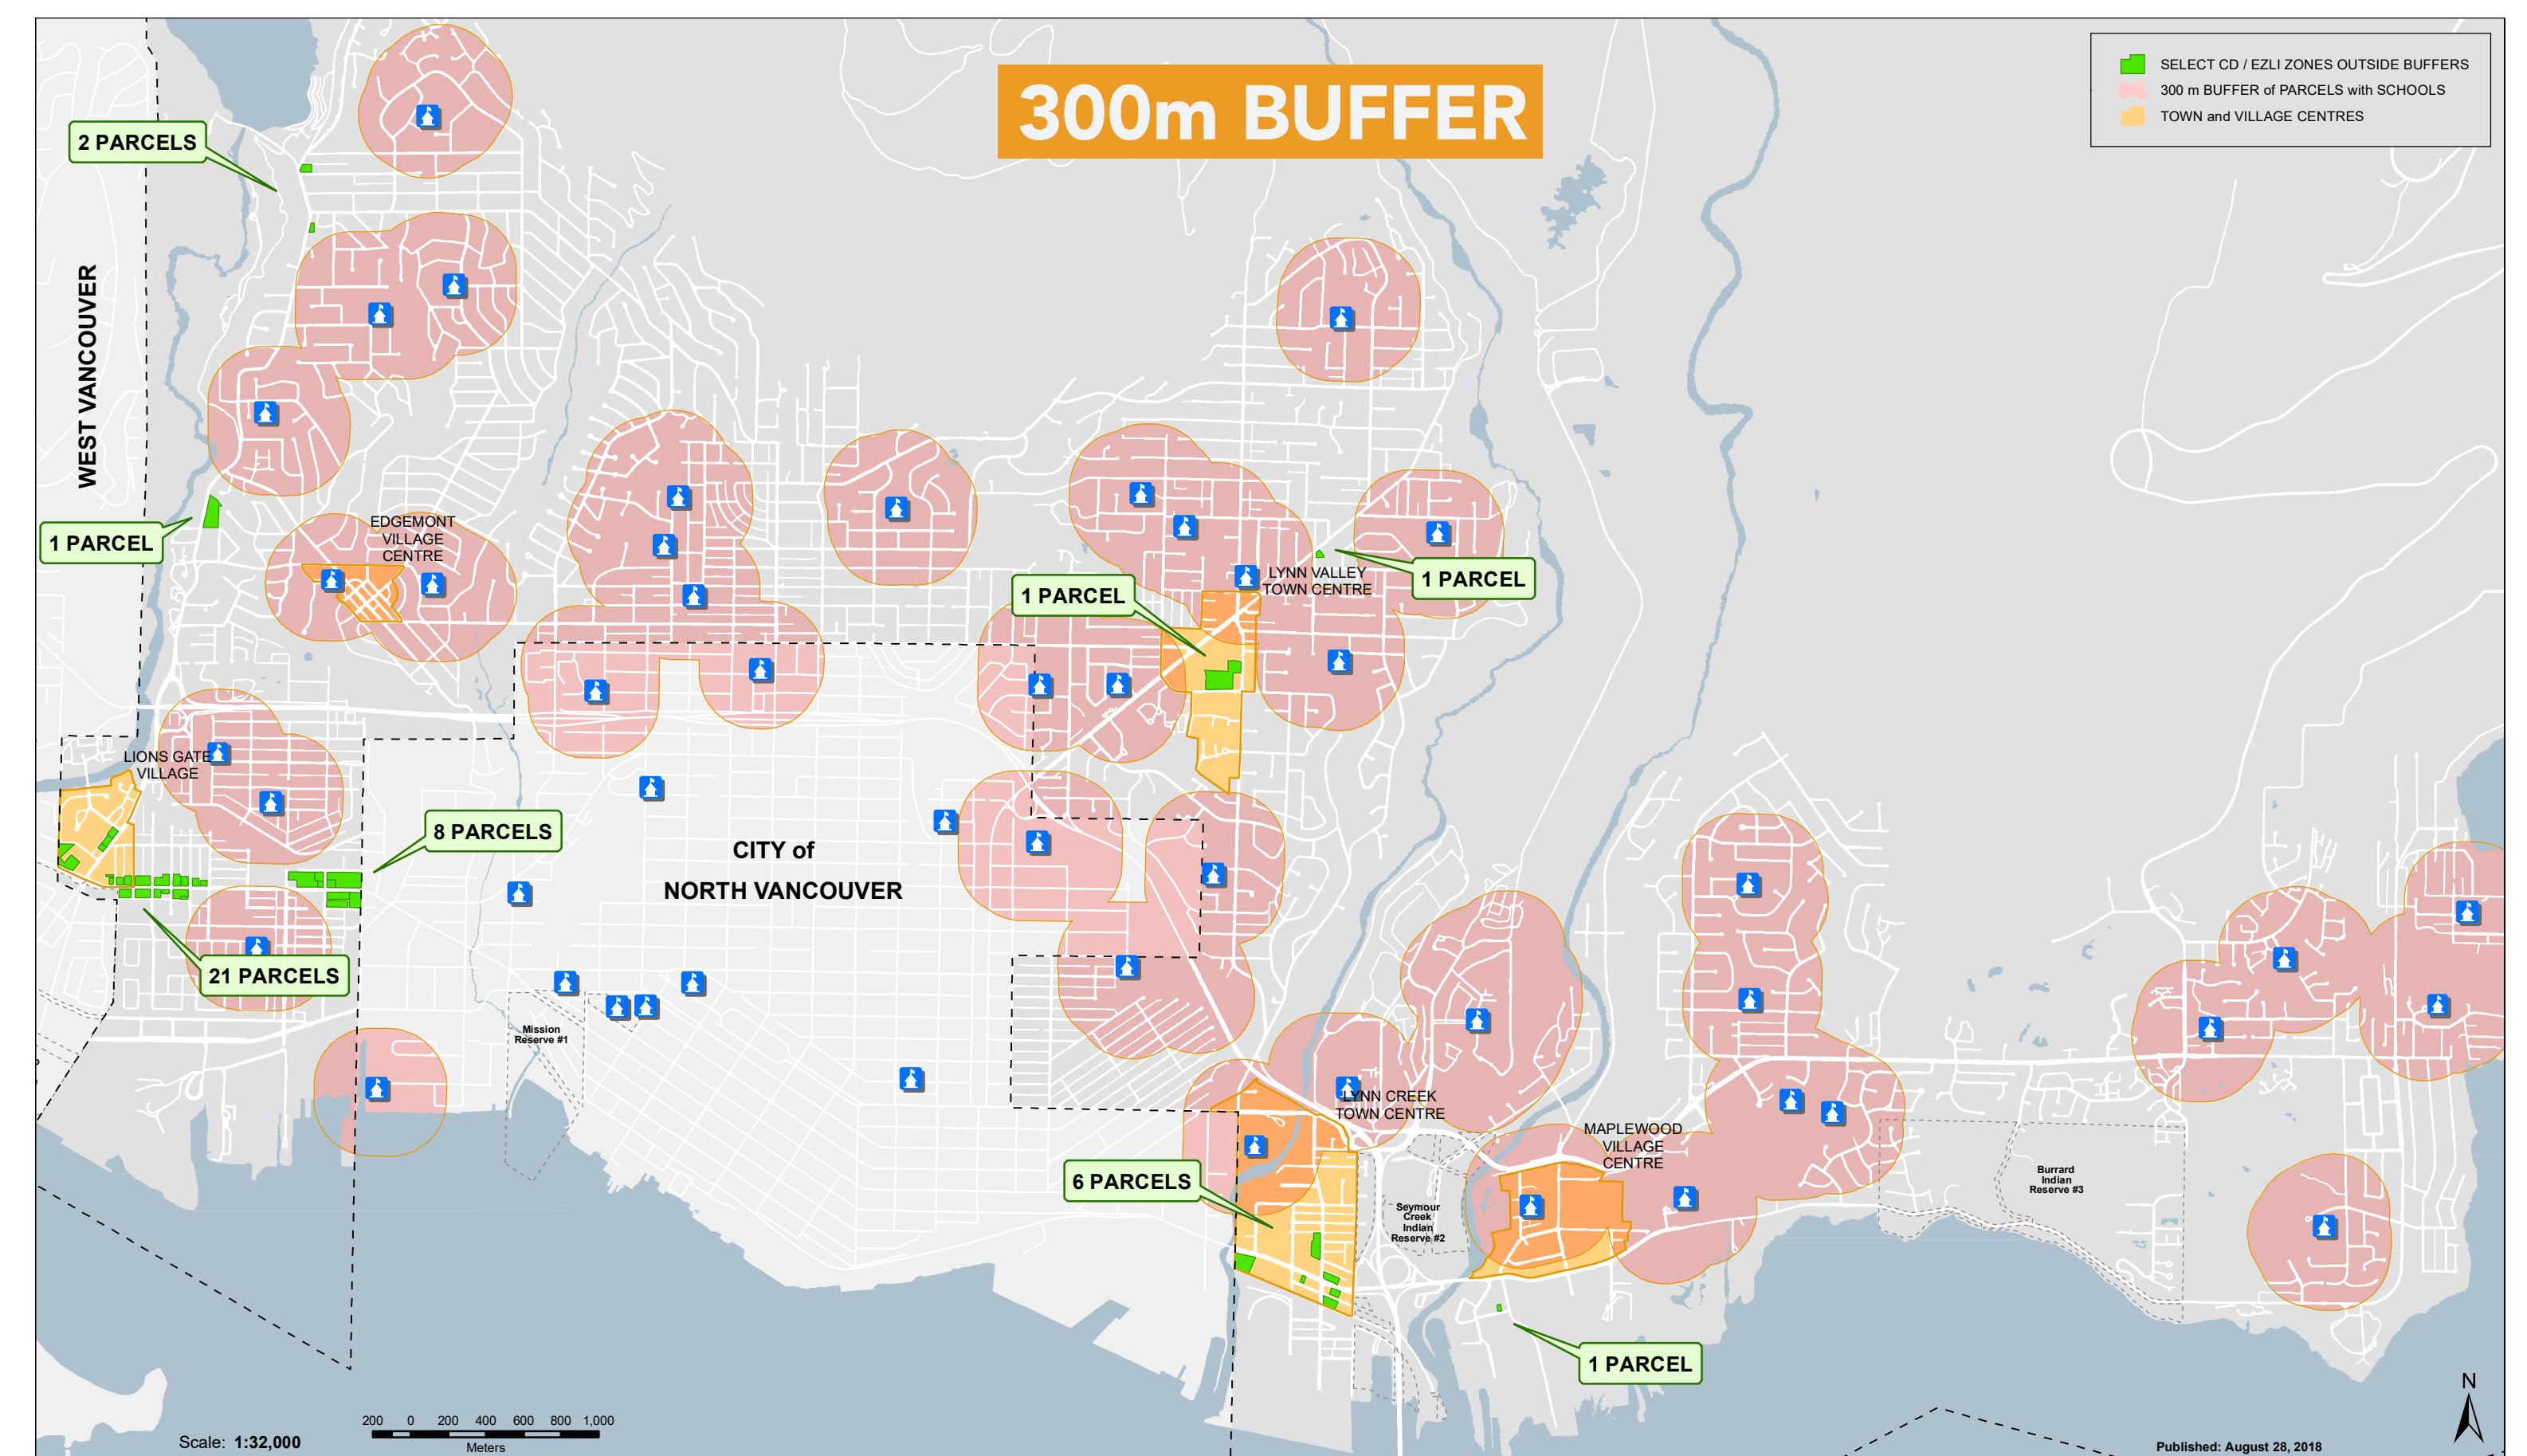 300m BUFFER
SELECT CD / EZLI ZONES OUTSIDE BUFFERS
300 m BUFFER of PARCELS with SCHOOLS
TOWN and VILLAGE CENTRES
2 PARCELS
WEST VANCOUVER
1 PARCEL
EDGEMONT
VILLAGE
CENTRE
1 PARCEL
LYNN VALLEY
TOWN CENTRE
1 PARCEL
LIONS GATE
VILLAGE
8 PARCELS
CITY of
NORTH VANCOUVER
21 PARCELS
Mission
Reserve #1
LYNN CREEK
TOWN CENTRE
MAPLEWOOD
VILLAGE
CENTRE
6 PARCELS
Seymour
Creek
Indian
Reserve #2
Burrard
Indian
Reserve #3
1 PARCEL
N
200 0 200 400 600 800 1,000
Meters
Scale: 1:32,000
Published: August 28, 2018